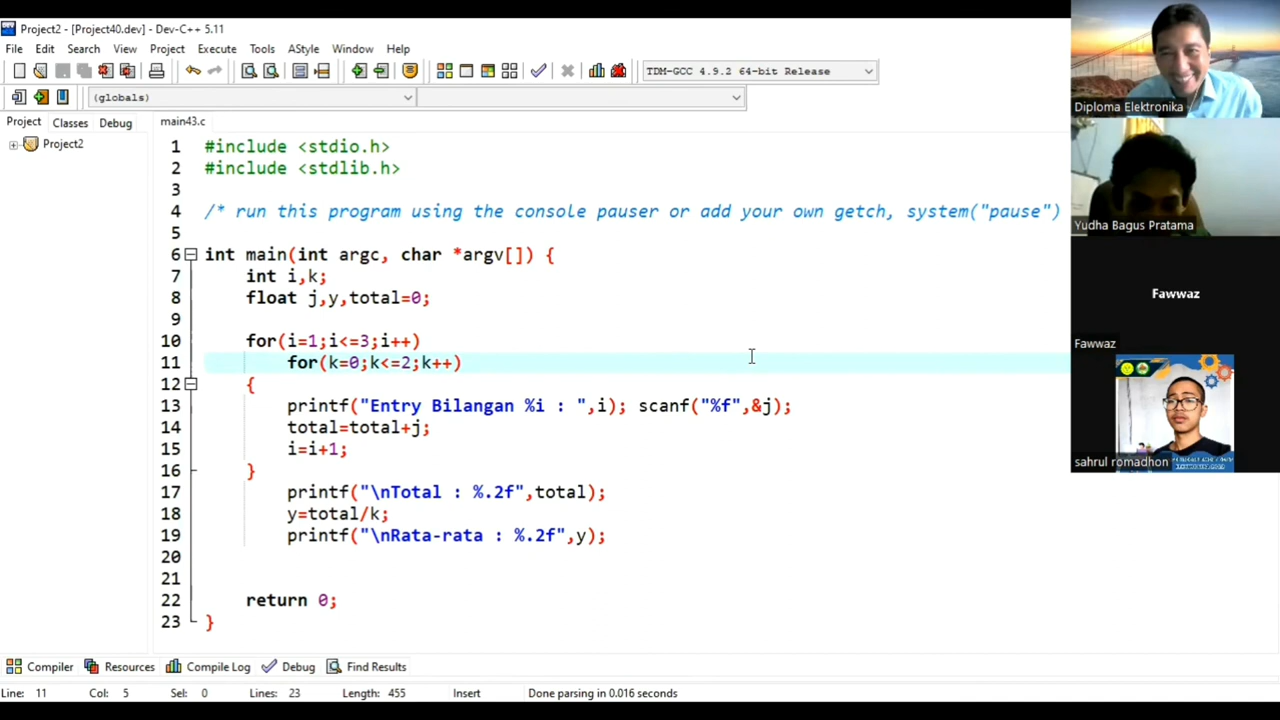 Project2 - [Project40.dev] - Dev-C++ 5.11
File Edit Search View Project Execute Tools AStyle Window Help
TDM-GCC 4.9.2 64-bit Release
(globals)
Project Classes Debug
main43.c
Project2
1 #include <stdio.h>
2 #include <stdlib.h>
3
4 /* run this program using the console pauser or add your own getch, system("pause")
5
6 int main(int argc, char *argv[]) {
7 int i,k;
8 float j,y,total=0;
9
10 for(i=1;i<=3;i++)
11 for(k=0;k<=2;k++)
12 {
13 printf("Entry Bilangan %i : ",i); scanf("%f",&j);
14 total=total+j;
15 i=i+1;
16 }
17 printf("\nTotal : %.2f",total);
18 y=total/k;
19 printf("\nRata-rata : %.2f",y);
20
21
22 return 0;
23 }
Compiler Resources Compile Log Debug Find Results
Line: 11 Col: 5 Sel: 0 Lines: 23 Length: 455 Insert Done parsing in 0.016 seconds
Diploma Elektronika
Yudha Bagus Pratama
Fawwaz
Fawwaz
sahrul romadhon